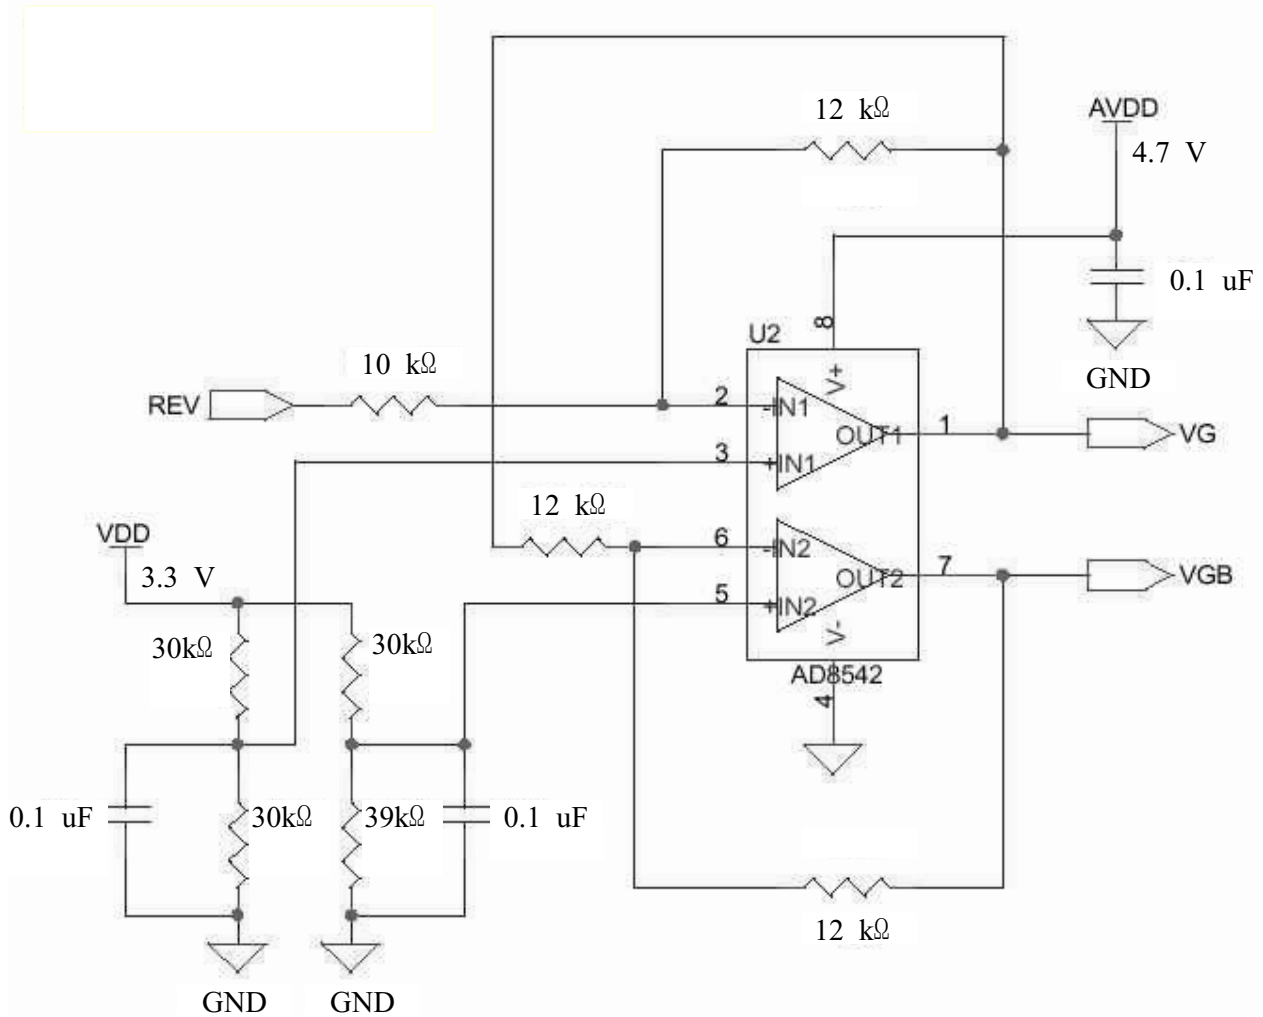 12 kΩ
AVDD
4.7 V
0.1 uF
GND
U2
8
V+
10 kΩ
REV
2
-IN1
OUT1
1
VG
3
+IN1
12 kΩ
VDD
3.3 V
6
-IN2
OUT2
7
VGB
5
+IN2
V-
AD8542
4
30kΩ
30kΩ
0.1 uF
30kΩ
39kΩ
0.1 uF
12 kΩ
GND
GND